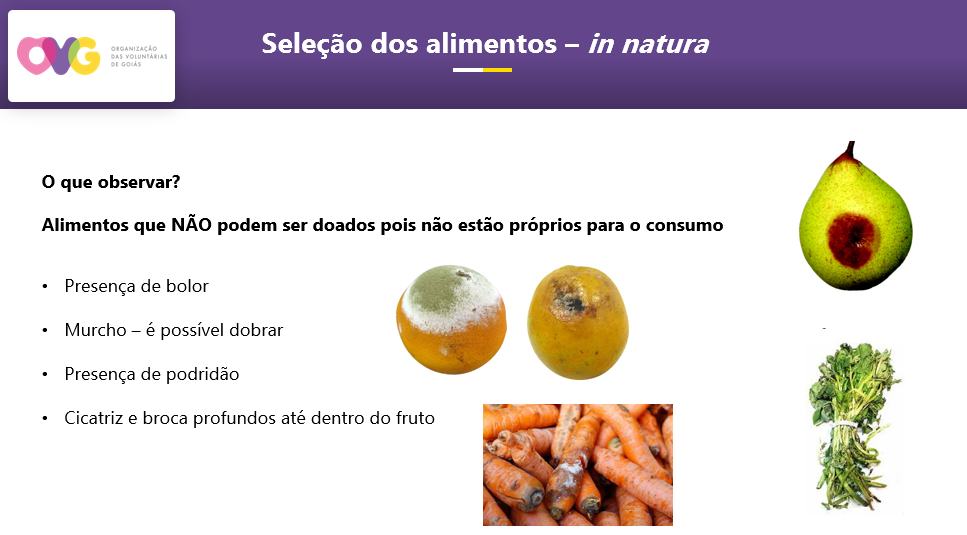 OVG
ORGANIZAÇÃO
DAS VOLUNTÁRIAS
DE GOIÁS
Seleção dos alimentos – in natura
O que observar?
Alimentos que NÃO podem ser doados pois não estão próprios para o consumo
• Presença de bolor
• Murcho – é possível dobrar
• Presença de podridão
• Cicatriz e broca profundos até dentro do fruto